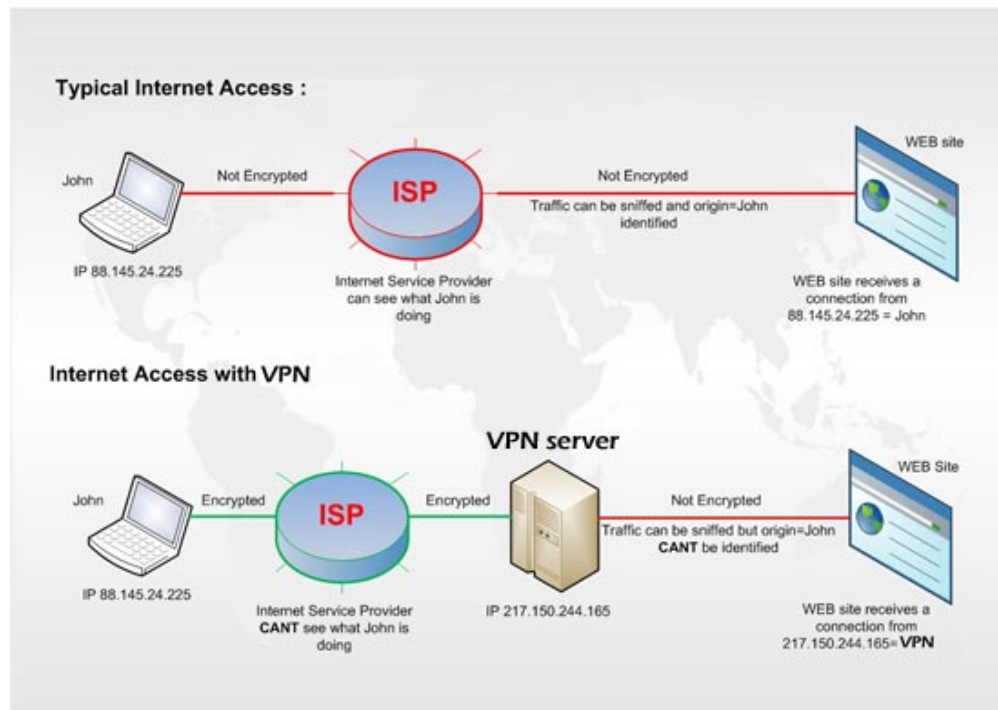 Typical Internet Access :
WEB site
John
Not Encrypted
ISP
Not Encrypted
Traffic can be sniffed and origin=John
identified
IP 88.145.24.225
Internet Service Provider
can see what John is
doing
WEB site receives a
connection from
88.145.24.225 = John
Internet Access with VPN
VPN server
WEB Site
John
Encrypted
ISP
Encrypted
Not Encrypted
Traffic can be sniffed but origin=John
CANT be identified
IP 88.145.24.225
Internet Service Provider
CANT see what John is
doing
IP 217.150.244.165
WEB site receives a
connection from
217.150.244.165= VPN